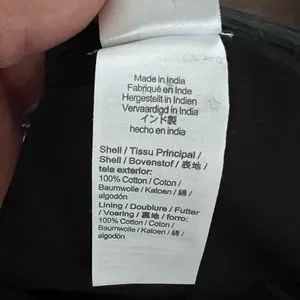 Made in India
Fabriqué en Inde
Hergestellt in Indien
Vervaardigd in India
インド製
hecho en india
Shell / Tissu Principal /
Shell / Bovenstof / 表地 /
tela exterior:
100% Cotton / Coton /
Baumwolle / Katoen / 綿 /
algodón
Lining / Doublure / Futter
/ Voering / 裏地 / forro:
100% Cotton / Coton /
Baumwolle / Katoen / 綿 /
algodón